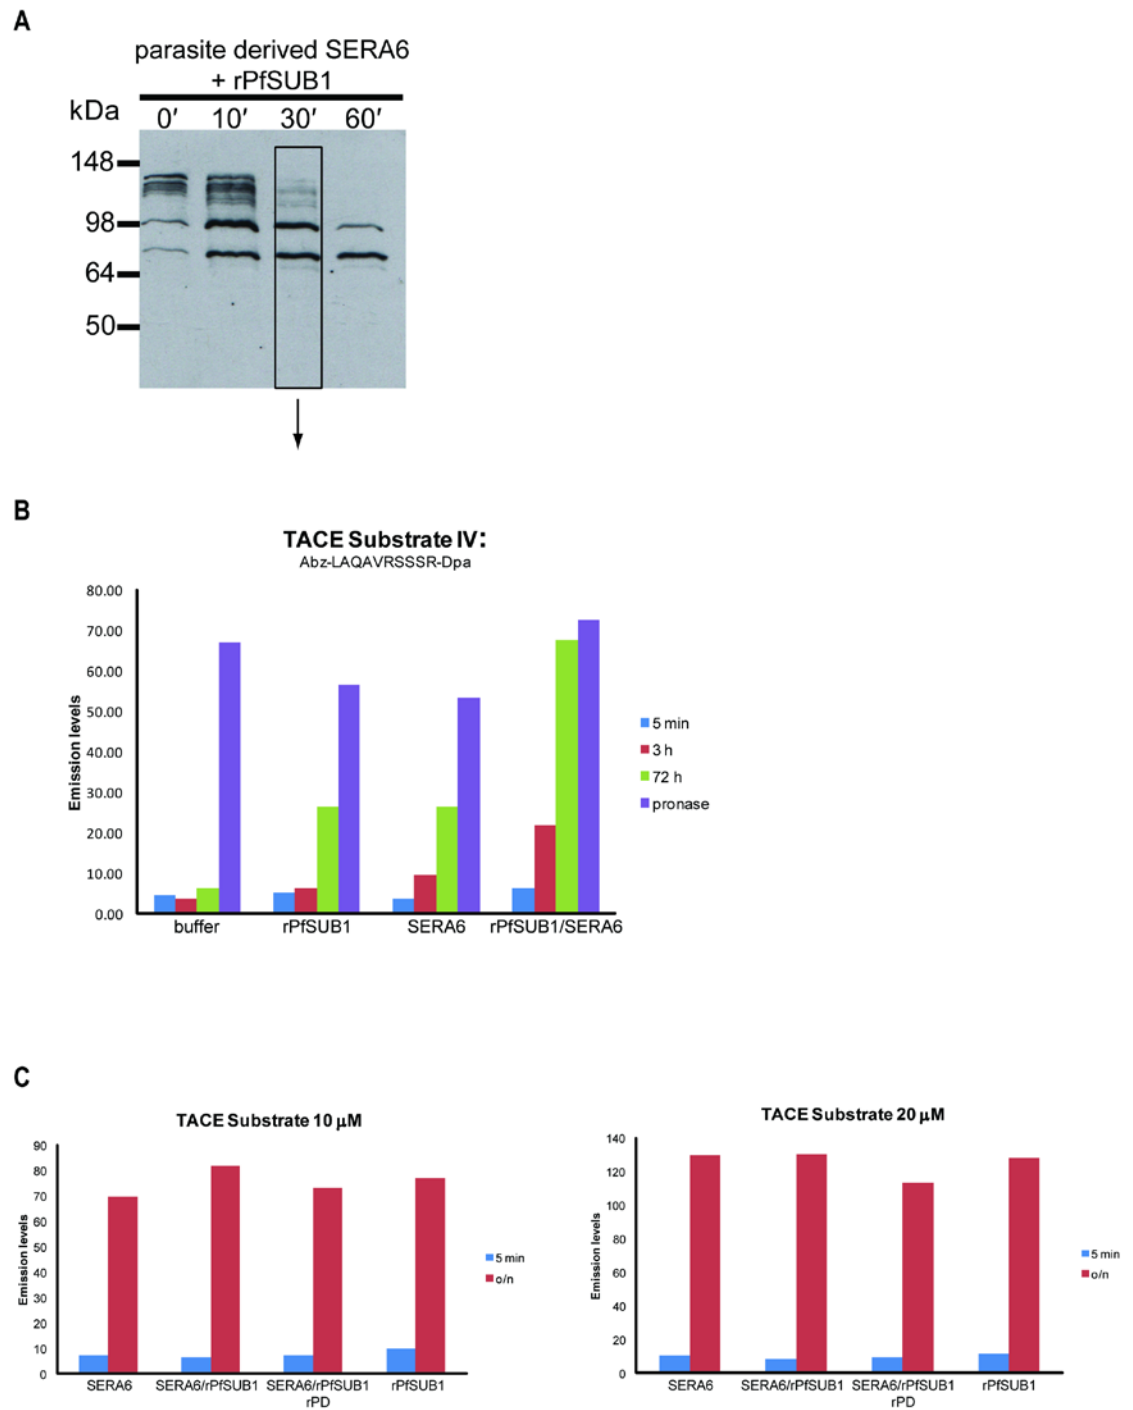 A
parasite derived SERA6
+ rPfSUB1
kDa
0' 10' 30' 60'
148
98
64
50
B
TACE Substrate IV:
Abz-LAQAVRSSSR-Dpa
80.00
70.00
60.00
50.00
40.00
30.00
20.00
10.00
0.00
Emission levels
buffer rPfSUB1 SERA6 rPfSUB1/SERA6
5 min
3 h
72 h
pronase
C
TACE Substrate 10 µM
90
80
70
60
50
40
30
20
10
0
Emission levels
SERA6 SERA6/rPfSUB1 SERA6/rPfSUB1 rPfSUB1
rPD
5 min
o/n
TACE Substrate 20 µM
140
120
100
80
60
40
20
0
Emission levels
SERA6 SERA6/rPfSUB1 SERA6/rPfSUB1 rPfSUB1
rPD
5 min
o/n